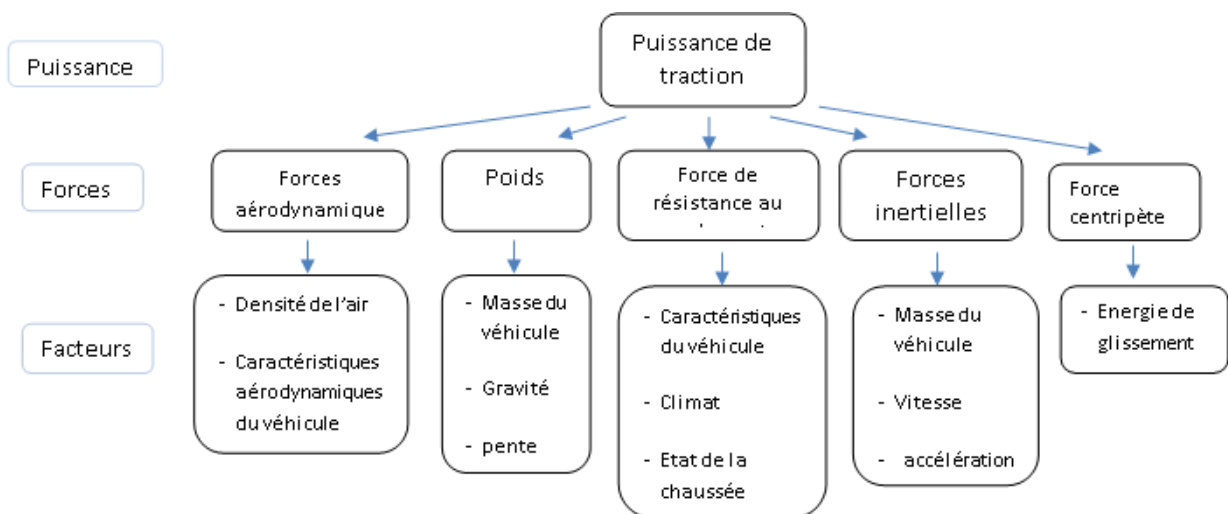 Puissance
Puissance de
traction
Forces
Forces
aérodynamique
Poids
Force de
résistance au
Forces
inertielles
Force
centripète
Facteurs
- Densité de l'air
- Caractéristiques
aérodynamiques
du véhicule
- Masse du
véhicule
- Gravité
- pente
- Caractéristiques
du véhicule
- Climat
- Etat de la
chaussée
- Masse du
véhicule
- Vitesse
- accélération
- Energie de
glissement